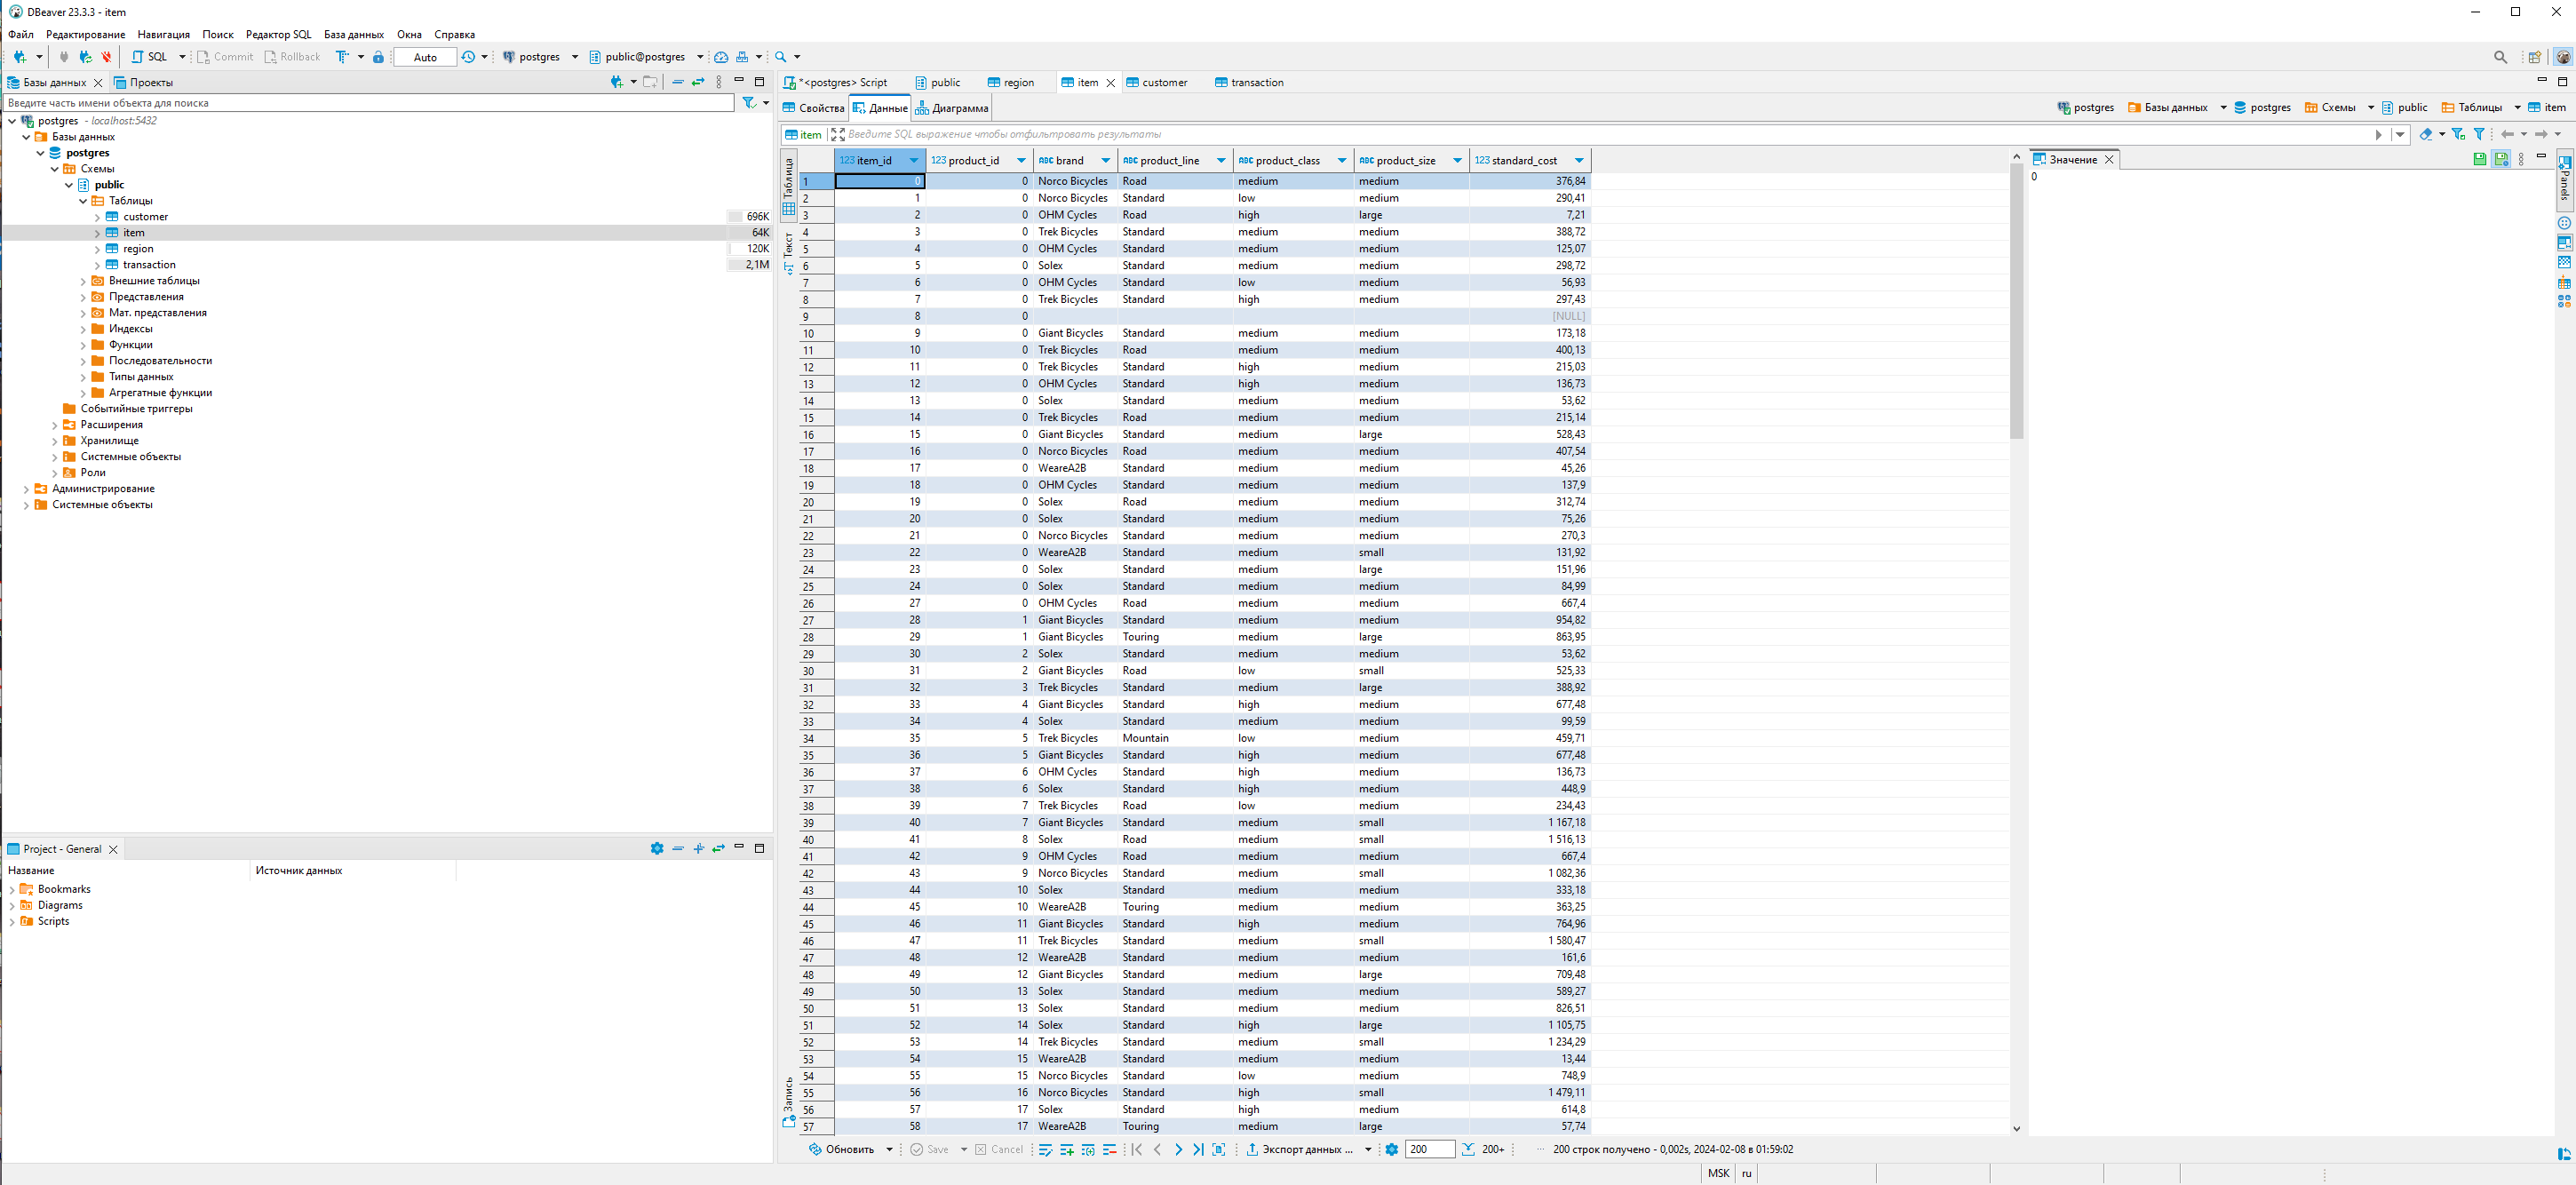 DBeaver 23.3.3 - item
Файл Редактирование Навигация Поиск Редактор SQL База данных Окна Справка
SQL Commit Rollback Auto postgres public@postgres
Базы данных Проекты
Введите часть имени объекта для поиска
postgres - localhost:5432
Базы данных
postgres
Схемы
public
Таблицы
customer 696K
item 64K
region 120K
transaction 2,1M
Внешние таблицы
Представления
Мат. представления
Индексы
Функции
Последовательности
Типы данных
Агрегатные функции
Событийные триггеры
Расширения
Хранилище
Системные объекты
Роли
Администрирование
Системные объекты
Project - General
Название Источник данных
Bookmarks
Diagrams
Scripts
*<postgres> Script public region item customer transaction
Свойства Данные Диаграмма postgres Базы данных postgres Схемы public Таблицы item
item Введите SQL выражение чтобы отфильтровать результаты
Таблица
Текст
Запись
123 item_id 123 product_id ABC brand ABC product_line ABC product_class ABC product_size 123 standard_cost
1 0 0 Norco Bicycles Road medium medium 376,84
2 1 0 Norco Bicycles Standard low medium 290,41
3 2 0 OHM Cycles Road high large 7,21
4 3 0 Trek Bicycles Standard medium medium 388,72
5 4 0 OHM Cycles Standard medium medium 125,07
6 5 0 Solex Standard medium medium 298,72
7 6 0 OHM Cycles Standard low medium 56,93
8 7 0 Trek Bicycles Standard high medium 297,43
9 8 0 [NULL]
10 9 0 Giant Bicycles Standard medium medium 173,18
11 10 0 Trek Bicycles Road medium medium 400,13
12 11 0 Trek Bicycles Standard high medium 215,03
13 12 0 OHM Cycles Standard high medium 136,73
14 13 0 Solex Standard medium medium 53,62
15 14 0 Trek Bicycles Road medium medium 215,14
16 15 0 Giant Bicycles Standard medium large 528,43
17 16 0 Norco Bicycles Road medium medium 407,54
18 17 0 WeareA2B Standard medium medium 45,26
19 18 0 OHM Cycles Standard medium medium 137,9
20 19 0 Solex Road medium medium 312,74
21 20 0 Solex Standard medium medium 75,26
22 21 0 Norco Bicycles Standard medium medium 270,3
23 22 0 WeareA2B Standard medium small 131,92
24 23 0 Solex Standard medium large 151,96
25 24 0 Solex Standard medium medium 84,99
26 27 0 OHM Cycles Road medium medium 667,4
27 28 1 Giant Bicycles Standard medium medium 954,82
28 29 1 Giant Bicycles Touring medium large 863,95
29 30 2 Solex Standard medium medium 53,62
30 31 2 Giant Bicycles Road low small 525,33
31 32 3 Trek Bicycles Standard medium large 388,92
32 33 4 Giant Bicycles Standard high medium 677,48
33 34 4 Solex Standard medium medium 99,59
34 35 5 Trek Bicycles Mountain low medium 459,71
35 36 5 Giant Bicycles Standard high medium 677,48
36 37 6 OHM Cycles Standard high medium 136,73
37 38 6 Solex Standard high medium 448,9
38 39 7 Trek Bicycles Road low medium 234,43
39 40 7 Giant Bicycles Standard medium small 1 167,18
40 41 8 Solex Road medium small 1 516,13
41 42 9 OHM Cycles Road medium medium 667,4
42 43 9 Norco Bicycles Standard medium small 1 082,36
43 44 10 Solex Standard medium medium 333,18
44 45 10 WeareA2B Touring medium medium 363,25
45 46 11 Giant Bicycles Standard high medium 764,96
46 47 11 Trek Bicycles Standard medium small 1 580,47
47 48 12 WeareA2B Standard medium medium 161,6
48 49 12 Giant Bicycles Standard medium large 709,48
49 50 13 Solex Standard medium medium 589,27
50 51 13 Solex Standard medium medium 826,51
51 52 14 Solex Standard high large 1 105,75
52 53 14 Trek Bicycles Standard medium small 1 234,29
53 54 15 WeareA2B Standard medium medium 13,44
54 55 15 Norco Bicycles Standard low medium 748,9
55 56 16 Norco Bicycles Standard high small 1 479,11
56 57 17 Solex Standard high medium 614,8
57 58 17 WeareA2B Touring medium large 57,74
Значение
0
Panels
Обновить Save Cancel Экспорт данных ... 200 200+ ... 200 строк получено - 0,002s, 2024-02-08 в 01:59:02
MSK ru